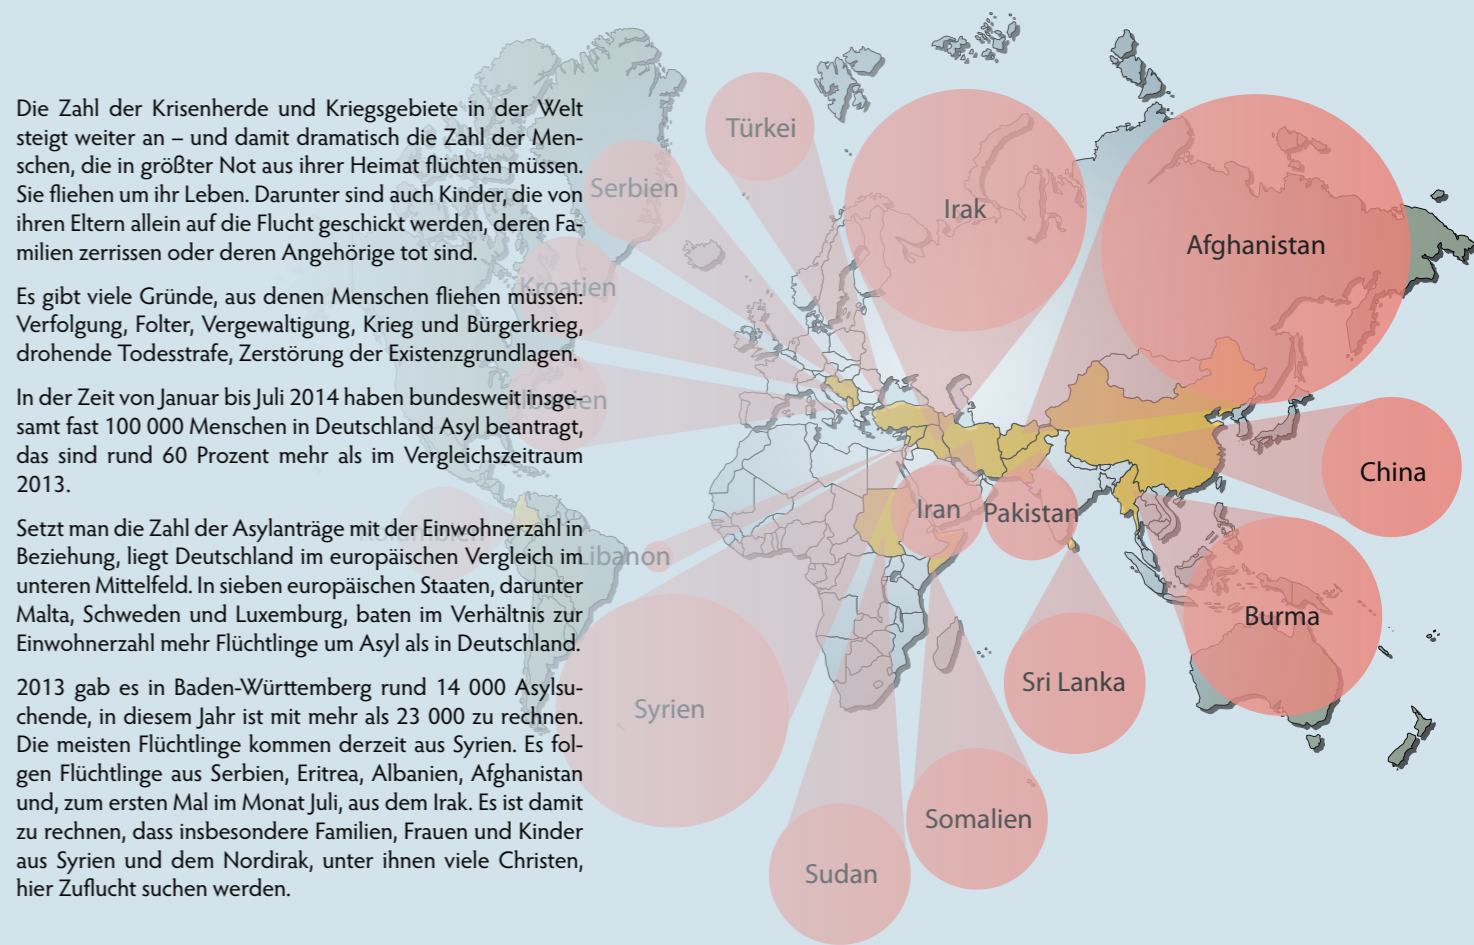 Die Zahl der Krisenherde und Kriegsgebiete in der Welt
steigt weiter an – und damit dramatisch die Zahl der Men-
schen, die in größter Not aus ihrer Heimat flüchten müssen.
Sie fliehen um ihr Leben. Darunter sind auch Kinder, die von
ihren Eltern allein auf die Flucht geschickt werden, deren Fa-
milien zerrissen oder deren Angehörige tot sind.
Es gibt viele Gründe, aus denen Menschen fliehen müssen:
Verfolgung, Folter, Vergewaltigung, Krieg und Bürgerkrieg,
drohende Todesstrafe, Zerstörung der Existenzgrundlagen.
In der Zeit von Januar bis Juli 2014 haben bundesweit insge-
samt fast 100 000 Menschen in Deutschland Asyl beantragt,
das sind rund 60 Prozent mehr als im Vergleichszeitraum
2013.
Setzt man die Zahl der Asylanträge mit der Einwohnerzahl in
Beziehung, liegt Deutschland im europäischen Vergleich im
unteren Mittelfeld. In sieben europäischen Staaten, darunter
Malta, Schweden und Luxemburg, baten im Verhältnis zur
Einwohnerzahl mehr Flüchtlinge um Asyl als in Deutschland.
2013 gab es in Baden-Württemberg rund 14 000 Asylsu-
chende, in diesem Jahr ist mit mehr als 23 000 zu rechnen.
Die meisten Flüchtlinge kommen derzeit aus Syrien. Es fol-
gen Flüchtlinge aus Serbien, Eritrea, Albanien, Afghanistan
und, zum ersten Mal im Monat Juli, aus dem Irak. Es ist damit
zu rechnen, dass insbesondere Familien, Frauen und Kinder
aus Syrien und dem Nordirak, unter ihnen viele Christen,
hier Zuflucht suchen werden.
Türkei
Serbien
Irak
Afghanistan
Kroatien
China
Iran
Pakistan
Kolumbien
Libanon
Burma
Sri Lanka
Syrien
Somalien
Sudan